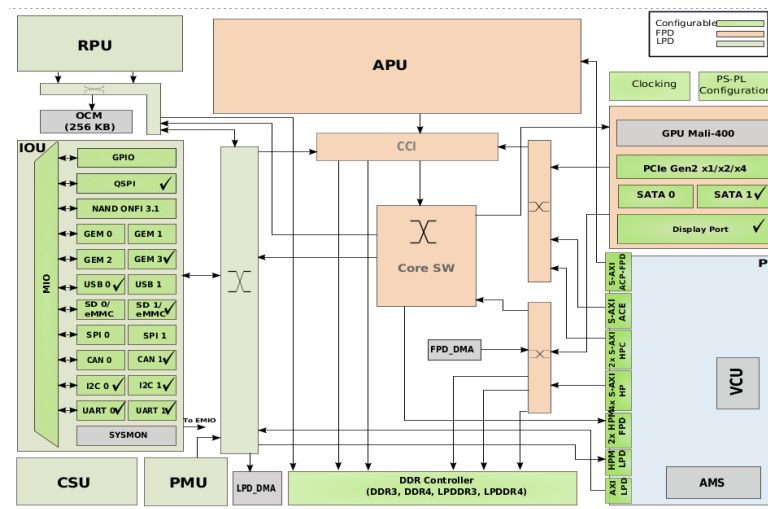 Configurable
FPD
LPD
RPU
APU
Clocking
PS-PL
Configuration
OCM
(256 KB)
GPU Mali-400
IOU
CCI
GPIO
PCIe Gen2 x1/x2/x4
QSPI
SATA 0
SATA 1
NAND ONFI 3.1
Display Port
GEM 0
GEM 1
GEM 2
GEM 3
Core SW
P
S-AXI
ACP-FPD
MIO
USB 0
USB 1
SD 0/
eMMC
SD 1/
eMMC
S-AXI
ACE
SPI 0
SPI 1
FPD_DMA
2x S-AXI
HPC
CAN 0
CAN 1
VCU
4x S-AXI
HP
I2C 0
I2C 1
UART 0
UART 1
To EMIO
2x HPM
FPD
SYSMON
HPM
LPD
CSU
PMU
LPD_DMA
DDR Controller
(DDR3, DDR4, LPDDR3, LPDDR4)
AXI
LPD
AMS